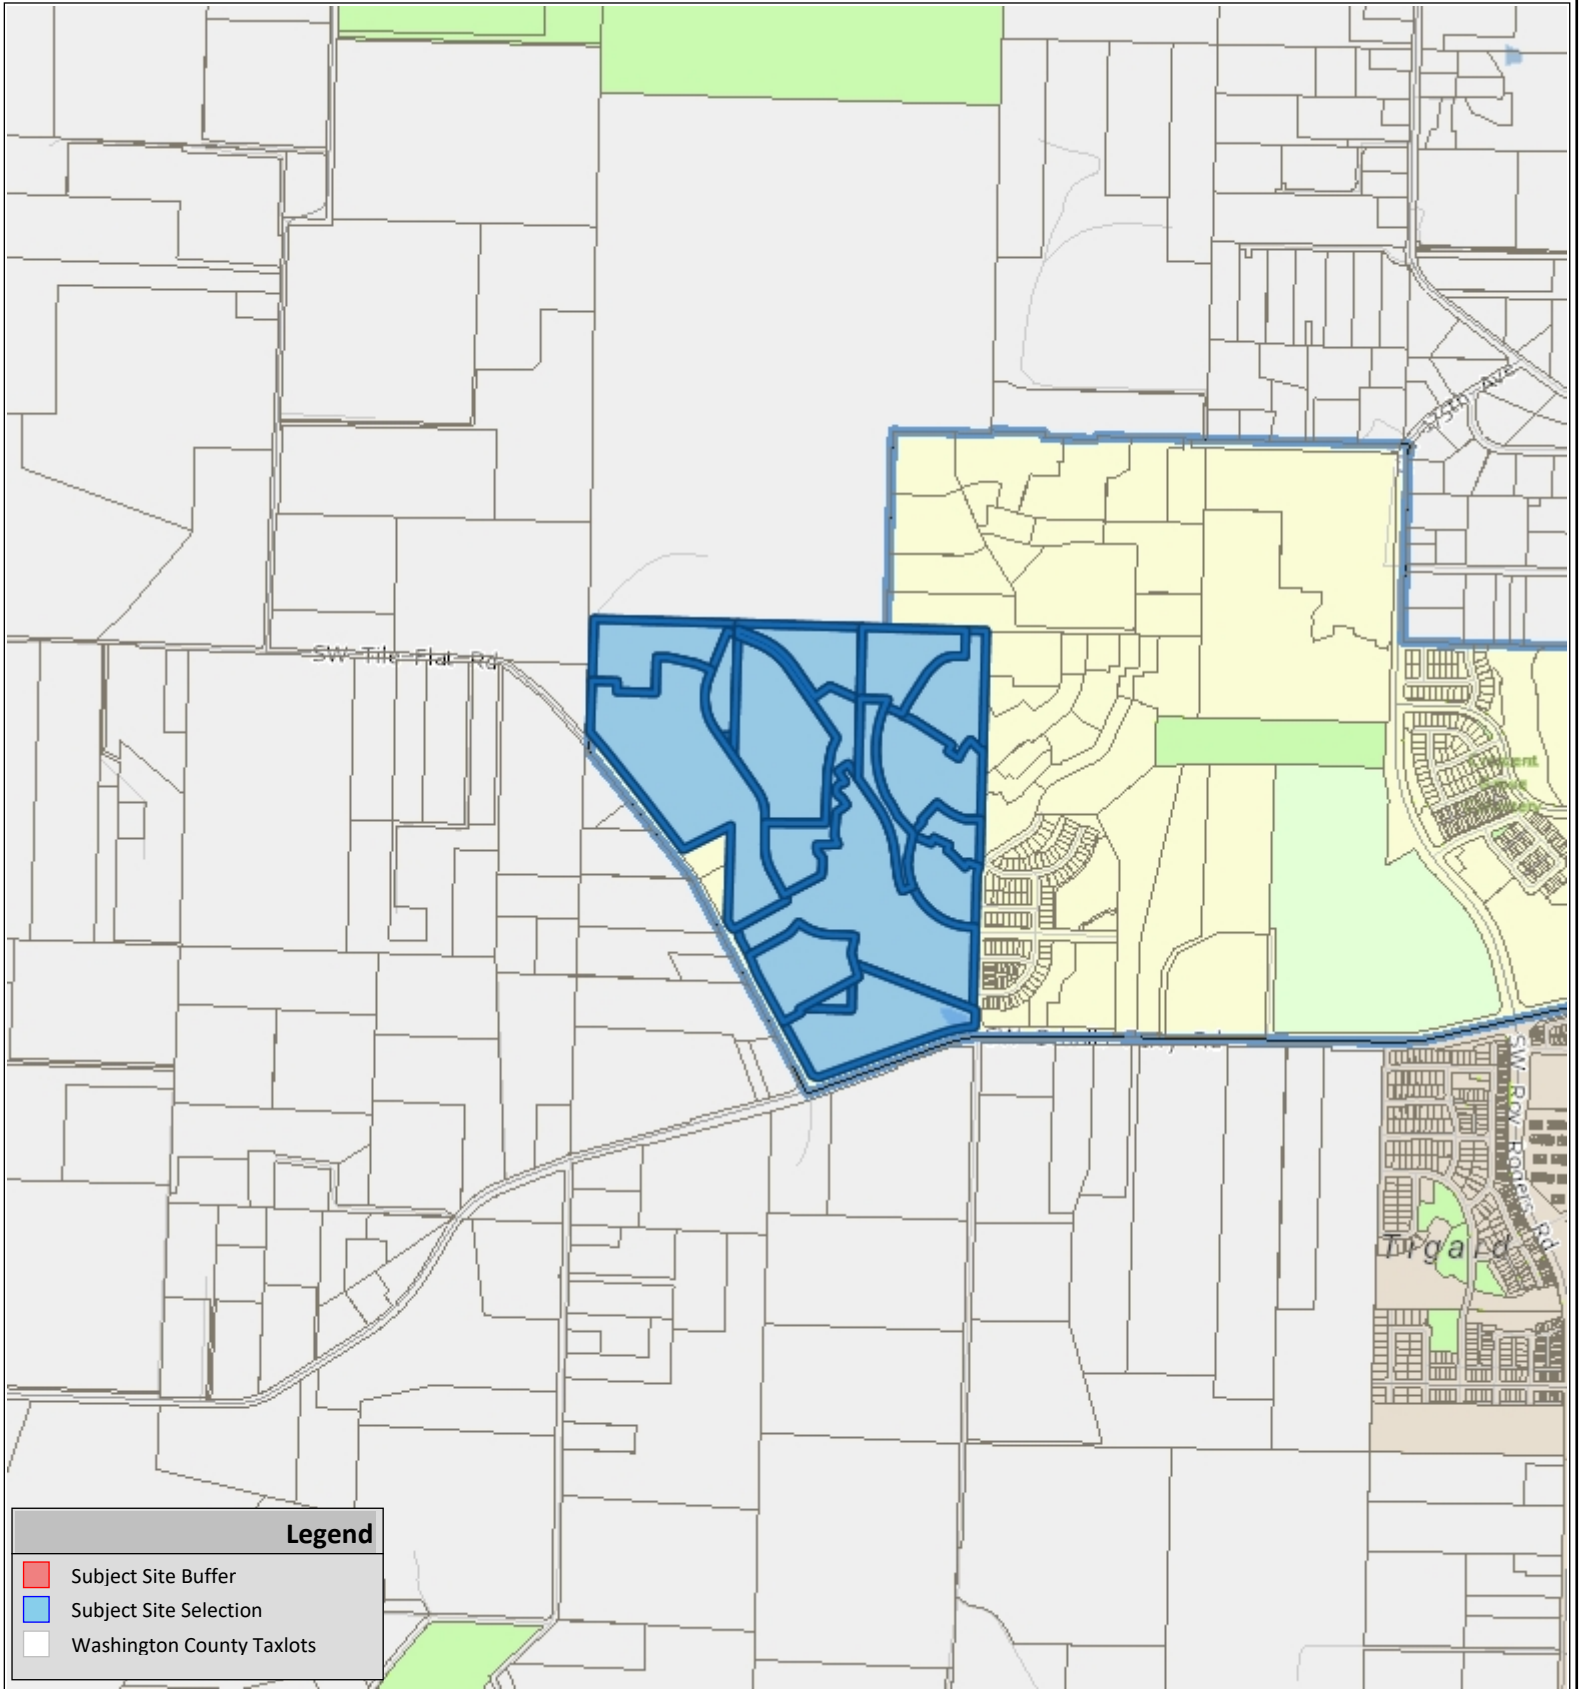 175th Ave
SW Tile Flat Rd
SW Roy Rogers Rd
Tigard
Legend
Subject Site Buffer
Subject Site Selection
Washington County Taxlots